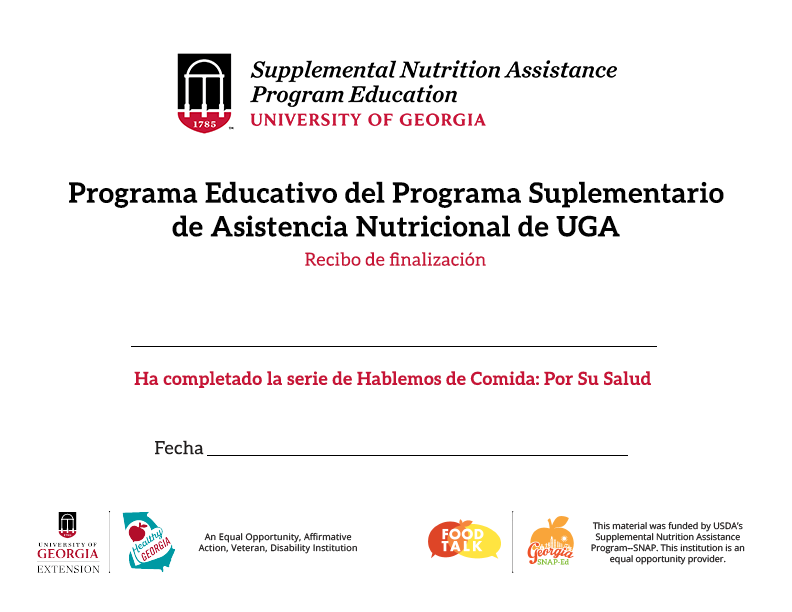 Supplemental Nutrition Assistance
Program Education
UNIVERSITY OF GEORGIA
1785
Programa Educativo del Programa Suplementario
de Asistencia Nutricional de UGA
Recibo de finalización
Ha completado la serie de Hablemos de Comida: Por Su Salud
Fecha
UNIVERSITY OF
GEORGIA
EXTENSION
Healthy
GEORGIA
An Equal Opportunity, Affirmative
Action, Veteran, Disability Institution
FOOD
TALK
Georgia
SNAP-Ed
This material was funded by USDA's
Supplemental Nutrition Assistance
Program--SNAP. This institution is an
equal opportunity provider.